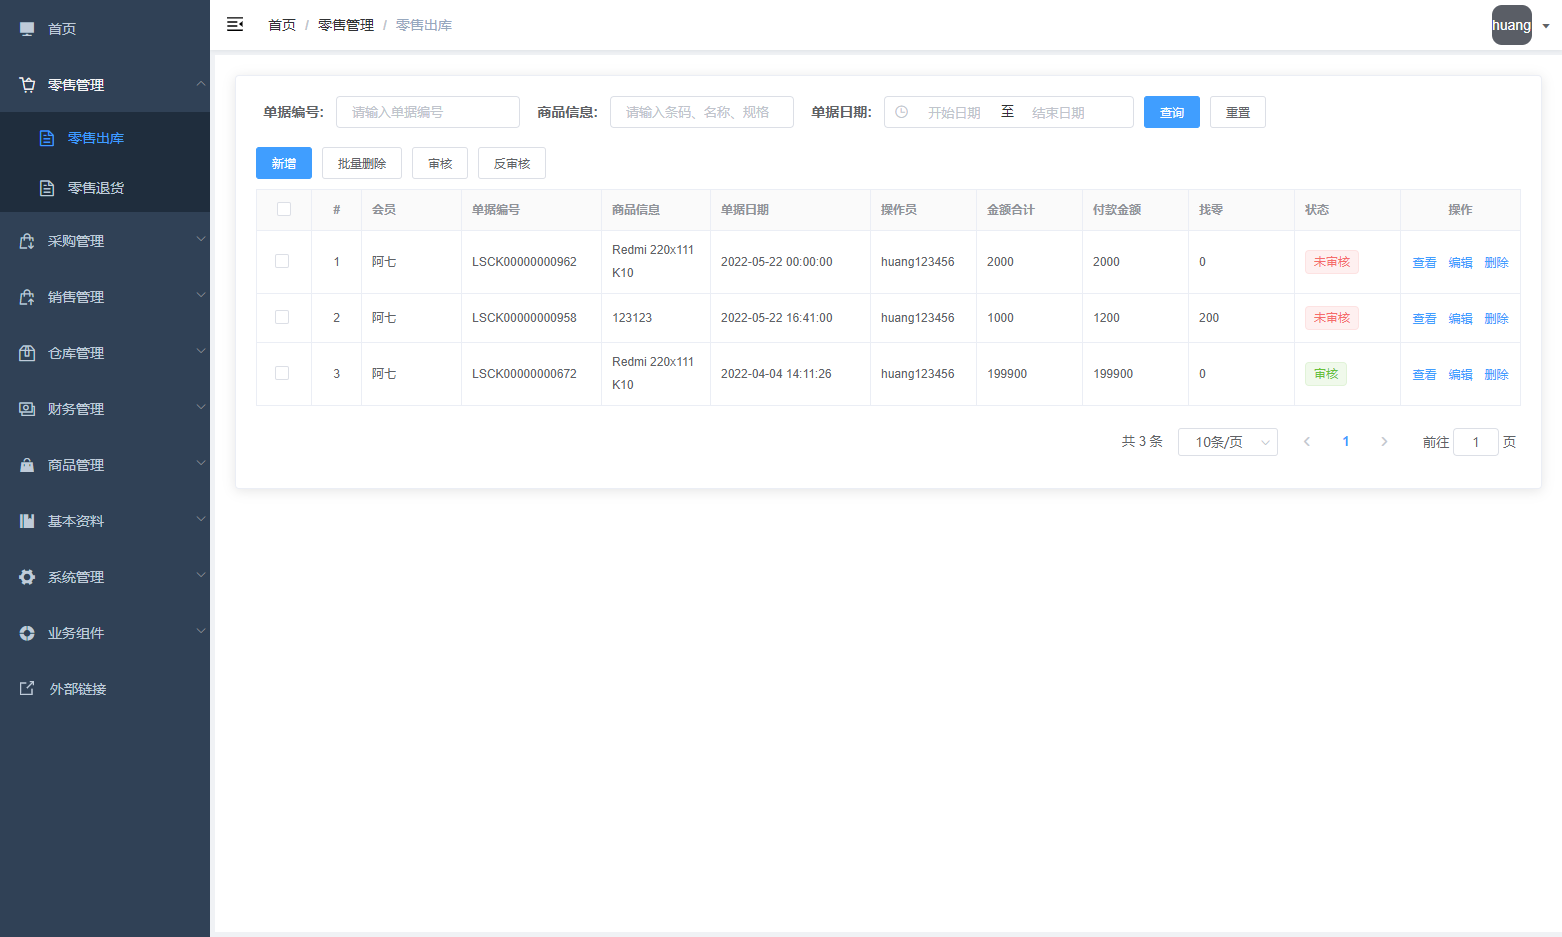 首页
零售管理
零售出库
零售退货
采购管理
销售管理
仓库管理
财务管理
商品管理
基本资料
系统管理
业务组件
外部链接
首页 / 零售管理 / 零售出库
huang
单据编号: 请输入单据编号 商品信息: 请输入条码、名称、规格 单据日期: 开始日期 至 结束日期 查询 重置
新增 批量删除 审核 反审核
# 会员 单据编号 商品信息 单据日期 操作员 金额合计 付款金额 找零 状态 操作
1 阿七 LSCK00000000962 Redmi 220x111 2022-05-22 00:00:00 huang123456 2000 2000 0 未审核 查看 编辑 删除
K10
2 阿七 LSCK00000000958 123123 2022-05-22 16:41:00 huang123456 1000 1200 200 未审核 查看 编辑 删除
3 阿七 LSCK00000000672 Redmi 220x111 2022-04-04 14:11:26 huang123456 199900 199900 0 审核 查看 编辑 删除
K10
共 3 条 10条/页 1 前往 1 页